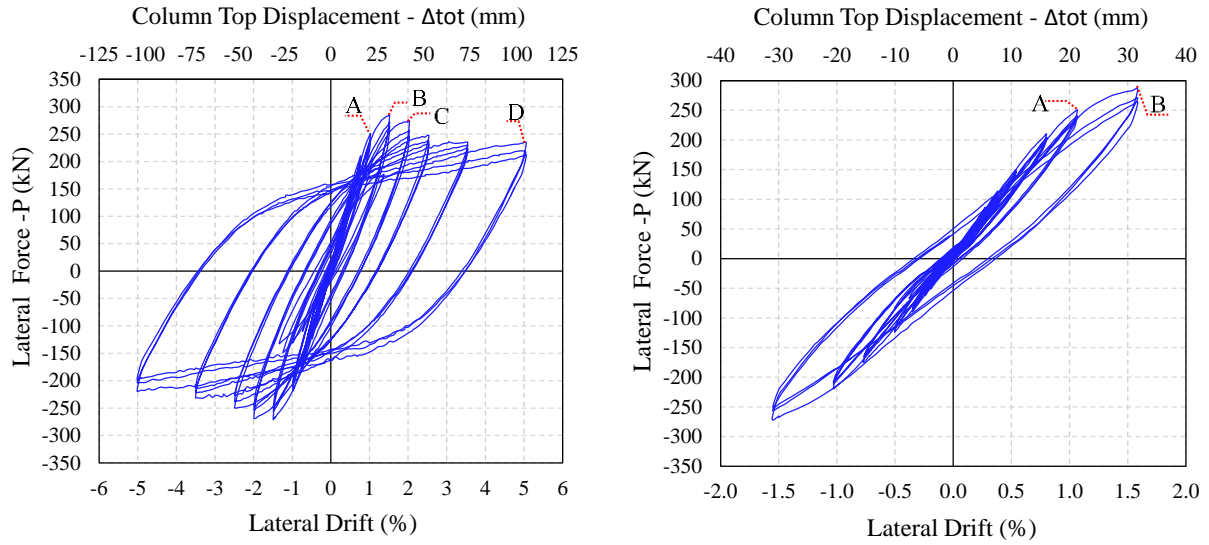 Column Top Displacement - Δtot (mm)
-125 -100 -75 -50 -25 0 25 50 75 100 125
350
300
250
200
150
100
50
0
-50
-100
-150
-200
-250
-300
-350
Lateral Force -P (kN)
A
B
C
D
-6 -5 -4 -3 -2 -1 0 1 2 3 4 5 6
Lateral Drift (%)
Column Top Displacement - Δtot (mm)
-40 -30 -20 -10 0 10 20 30 40
300
250
200
150
100
50
0
-50
-100
-150
-200
-250
-300
-350
Lateral Force -P (kN)
A
B
-2.0 -1.5 -1.0 -0.5 0.0 0.5 1.0 1.5 2.0
Lateral Drift (%)